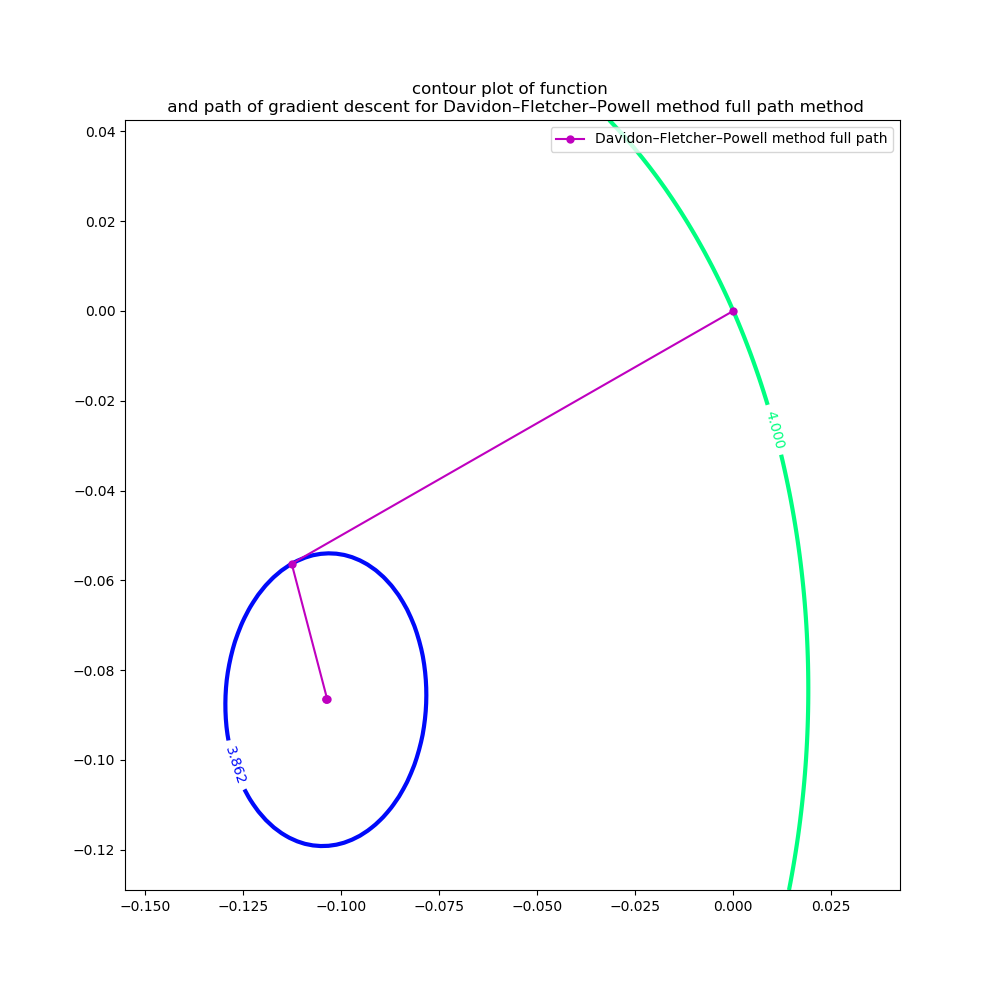 contour plot of function
and path of gradient descent for Davidon–Fletcher–Powell method full path method
Davidon–Fletcher–Powell method full path
0.04
0.02
0.00
−0.02
−0.04
−0.06
−0.08
−0.10
−0.12
4.000
3.862
−0.150 −0.125 −0.100 −0.075 −0.050 −0.025 0.000 0.025